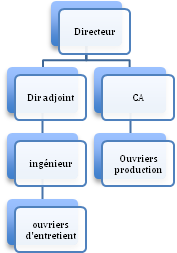 Directeur
Dir adjoint
CA
ingénieur
Ouvriers
production
ouvriers
d'entretient